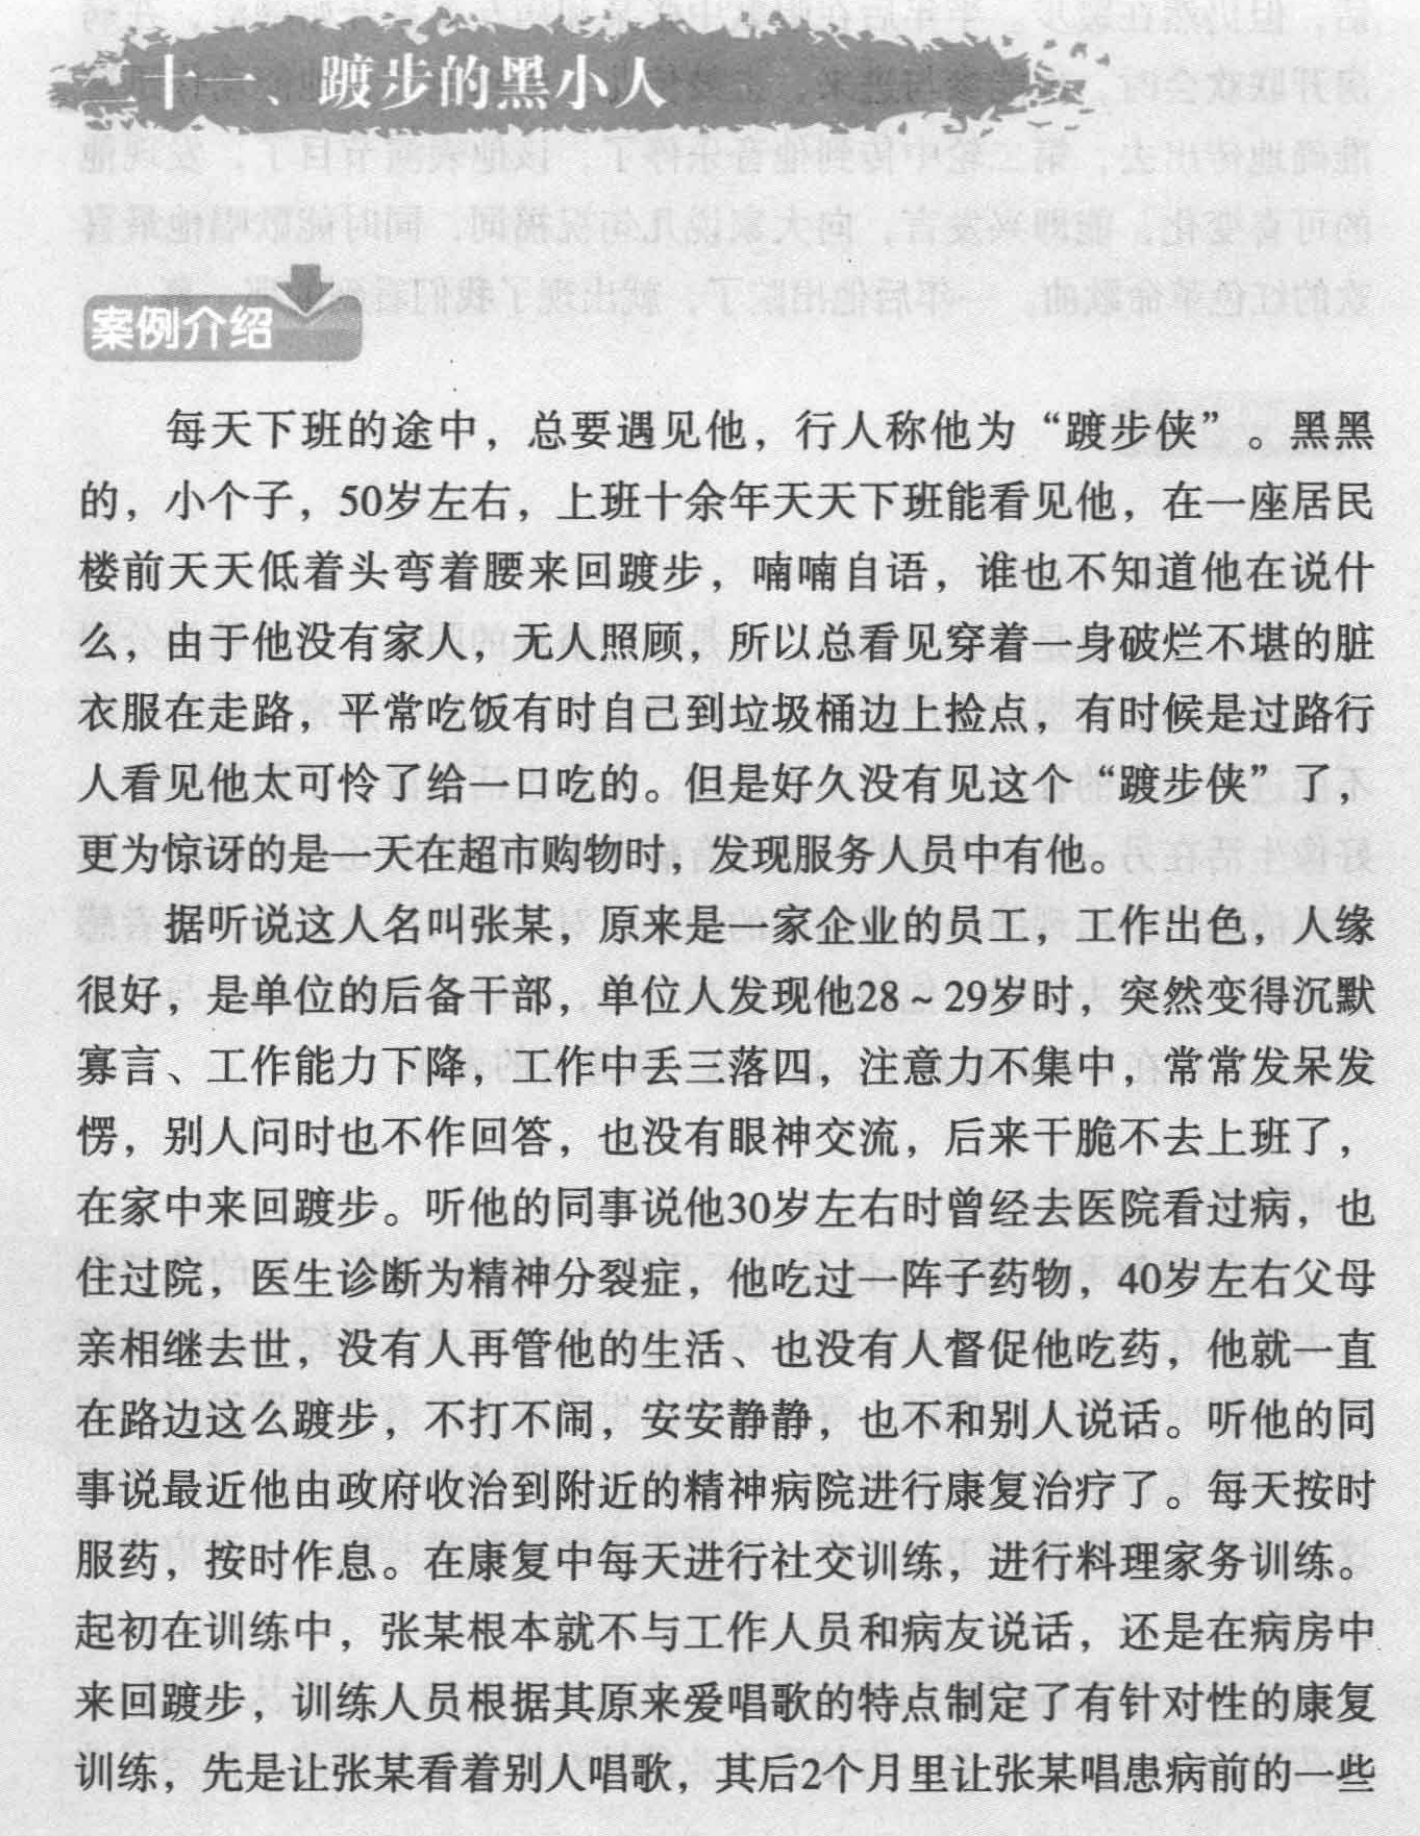 二十一、踱步的黑小人
案例介绍
每天下班的途中，总要遇见他，行人称他为“踱步侠”。黑黑
的，小个子，50岁左右，上班十余年天天下班能看见他，在一座居民
楼前天天低着头弯着腰来回踱步，喃喃自语，谁也不知道他在说什
么，由于他没有家人，无人照顾，所以总看见穿着一身破烂不堪的脏
衣服在走路，平常吃饭有时自己到垃圾桶边上捡点，有时候是过路行
人看见他太可怜了给一口吃的。但是好久没有见这个“踱步侠”了，
更为惊讶的是一天在超市购物时，发现服务人员中有他。
据听说这人名叫张某，原来是一家企业的员工，工作出色，人缘
很好，是单位的后备干部，单位人发现他28～29岁时，突然变得沉默
寡言、工作能力下降，工作中丢三落四，注意力不集中，常常发呆发
愣，别人问时也不作回答，也没有眼神交流，后来干脆不去上班了，
在家中来回踱步。听他的同事说他30岁左右时曾经去医院看过病，也
住过院，医生诊断为精神分裂症，他吃过一阵子药物，40岁左右父母
亲相继去世，没有人再管他的生活、也没有人督促他吃药，他就一直
在路边这么踱步，不打不闹，安安静静，也不和别人说话。听他的同
事说最近他由政府收治到附近的精神病院进行康复治疗了。每天按时
服药，按时作息。在康复中每天进行社交训练，进行料理家务训练。
起初在训练中，张某根本就不与工作人员和病友说话，还是在病房中
来回踱步，训练人员根据其原来爱唱歌的特点制定了有针对性的康复
训练，先是让张某看着别人唱歌，其后2个月里让张某唱患病前的一些